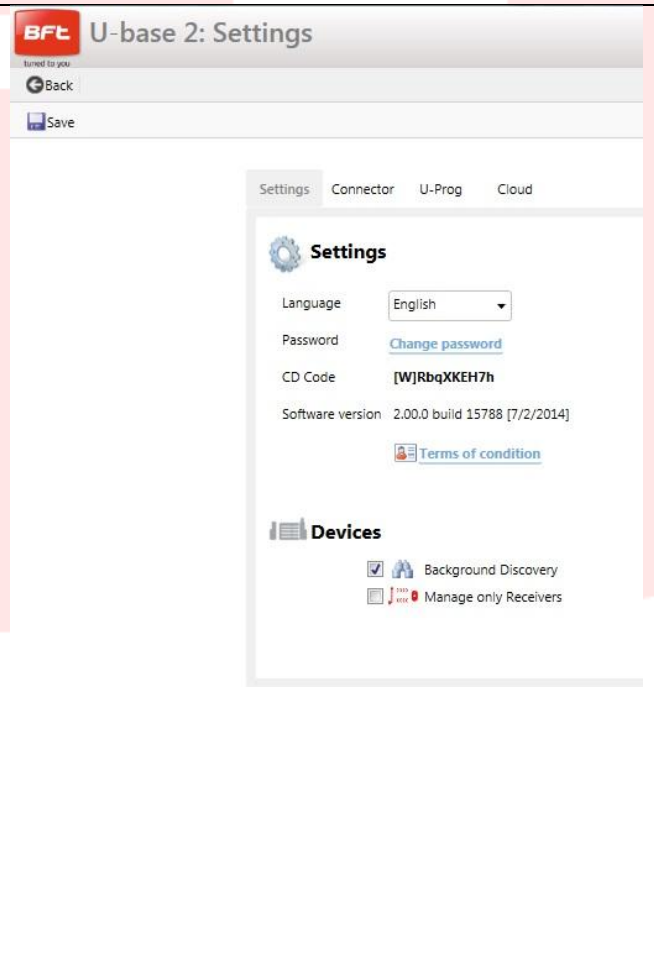 BFt U-base 2: Settings
tuned to you
Back
Save
Settings Connector U-Prog Cloud
Settings
Language English
Password Change password
CD Code [W]RbqXKEH7h
Software version 2.00.0 build 15788 [7/2/2014]
Terms of condition
Devices
Background Discovery
Manage only Receivers